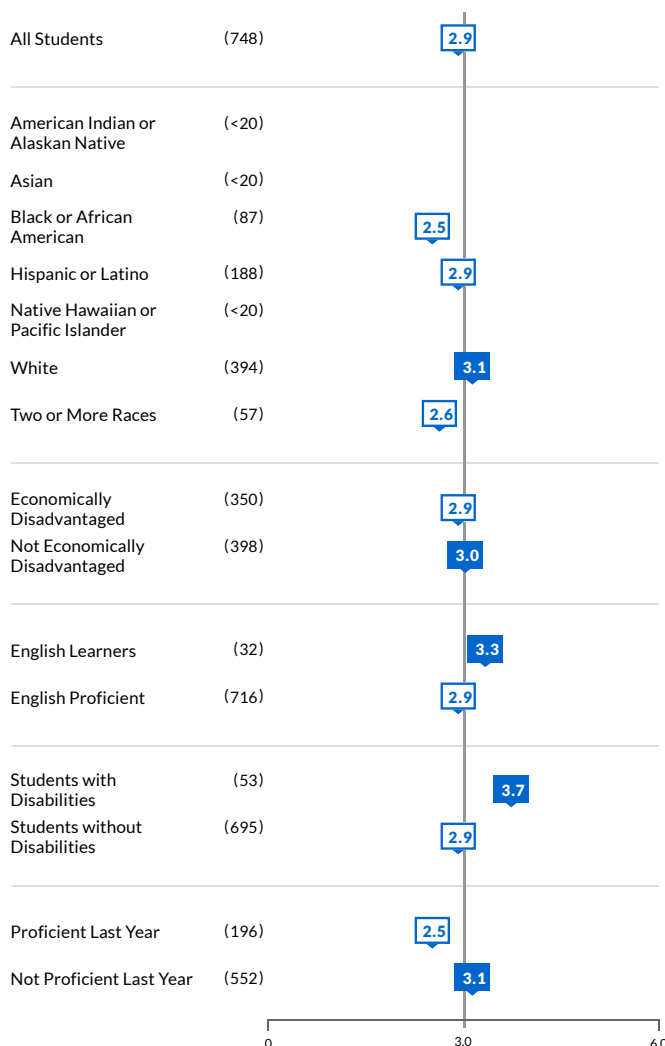 All Students (748) 2.9
American Indian or (<20)
Alaskan Native
Asian (<20)
Black or African (87) 2.5
American
Hispanic or Latino (188) 2.9
Native Hawaiian or (<20)
Pacific Islander
White (394) 3.1
Two or More Races (57) 2.6
Economically (350) 2.9
Disadvantaged
Not Economically (398) 3.0
Disadvantaged
English Learners (32) 3.3
English Proficient (716) 2.9
Students with (53) 3.7
Disabilities
Students without (695) 2.9
Disabilities
Proficient Last Year (196) 2.5
Not Proficient Last Year (552) 3.1
0 3.0 6.0